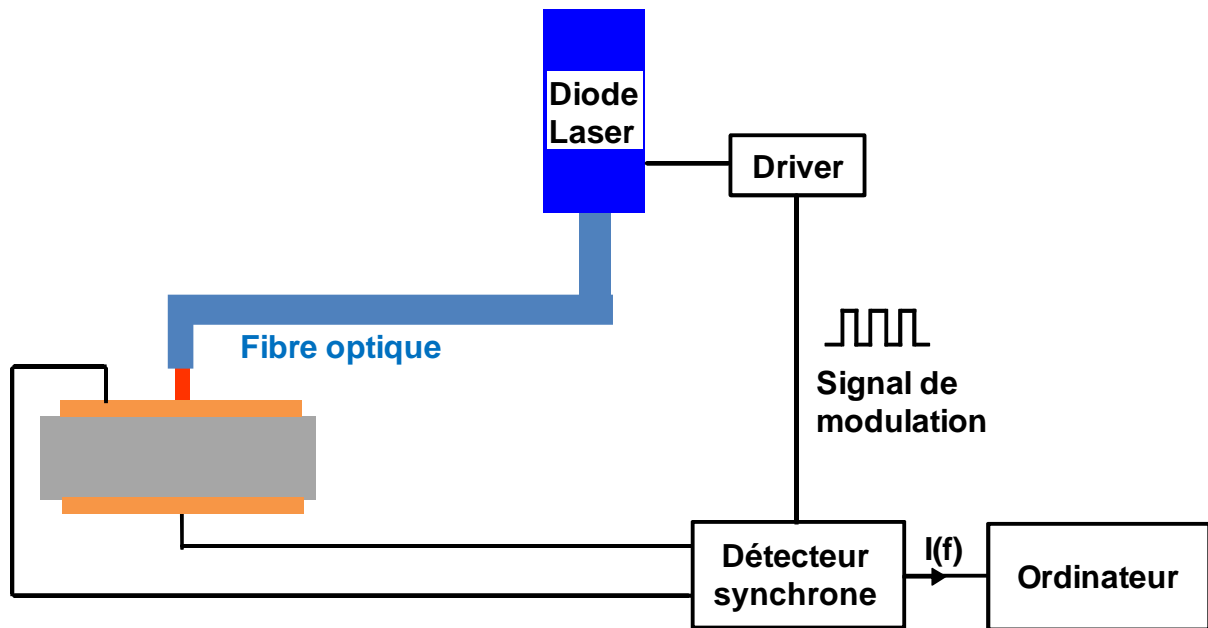 Diode
Laser
Driver
Fibre optique
Signal de
modulation
Détecteur
synchrone
I(f)
Ordinateur